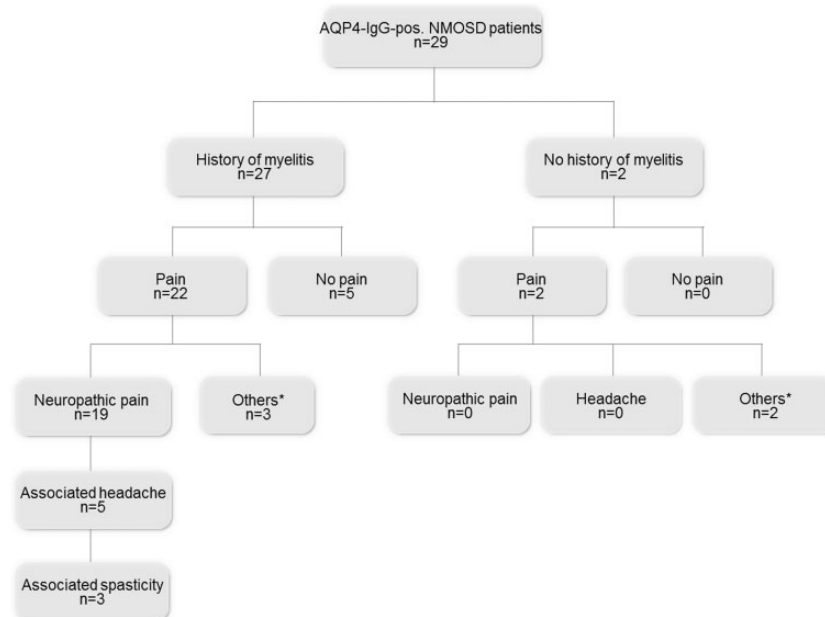 AQP4-IgG-pos. NMOSD patients
n=29
History of myelitis
n=27
No history of myelitis
n=2
Pain
n=22
No pain
n=5
Pain
n=2
No pain
n=0
Neuropathic pain
n=19
Others*
n=3
Neuropathic pain
n=0
Headache
n=0
Others*
n=2
Associated headache
n=5
Associated spasticity
n=3